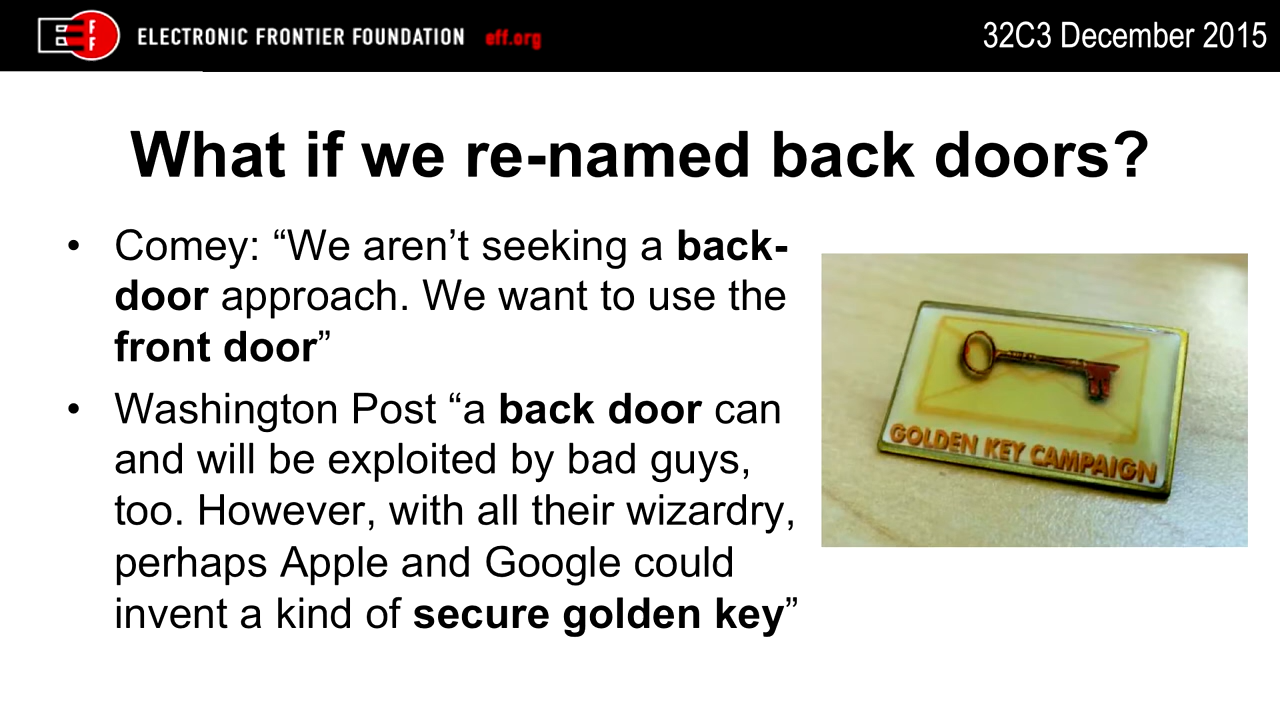 EFF ELECTRONIC FRONTIER FOUNDATION eff.org
32C3 December 2015
What if we re-named back doors?
• Comey: “We aren’t seeking a back-
door approach. We want to use the
front door”
• Washington Post “a back door can
and will be exploited by bad guys,
too. However, with all their wizardry,
perhaps Apple and Google could
invent a kind of secure golden key”
GOLDEN KEY CAMPAIGN